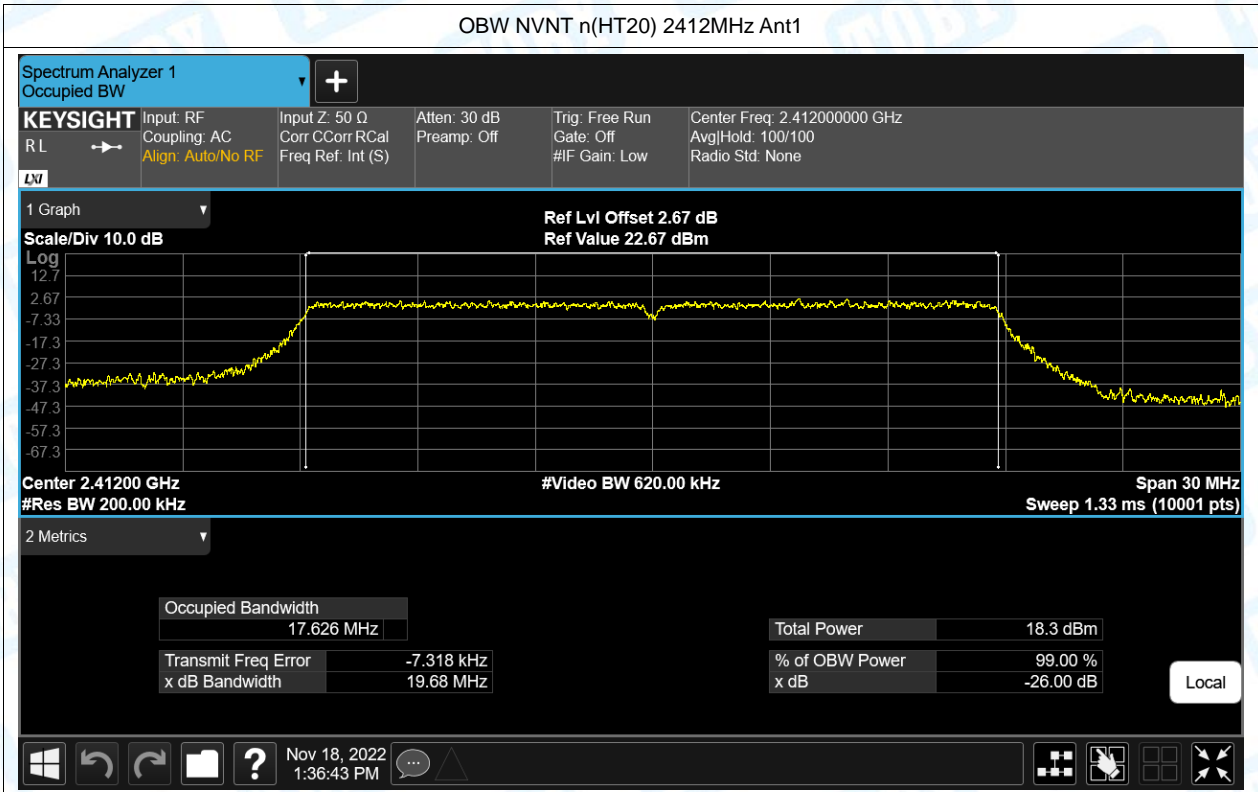 OBW NVNT n(HT20) 2412MHz Ant1
Spectrum Analyzer 1
Occupied BW
KEYSIGHT
R L
LXI
Input: RF
Coupling: AC
Align: Auto/No RF
Input Z: 50 Ω
Corr CCorr RCal
Freq Ref: Int (S)
Atten: 30 dB
Preamp: Off
Trig: Free Run
Gate: Off
#IF Gain: Low
Center Freq: 2.412000000 GHz
Avg|Hold: 100/100
Radio Std: None
1 Graph
Scale/Div 10.0 dB
Ref Lvl Offset 2.67 dB
Ref Value 22.67 dBm
Log
12.7
2.67
-7.33
-17.3
-27.3
-37.3
-47.3
-57.3
-67.3
Center 2.41200 GHz
#Res BW 200.00 kHz
#Video BW 620.00 kHz
Span 30 MHz
Sweep 1.33 ms (10001 pts)
2 Metrics
Occupied Bandwidth
17.626 MHz
Transmit Freq Error -7.318 kHz
x dB Bandwidth 19.68 MHz
Total Power 18.3 dBm
% of OBW Power 99.00 %
x dB -26.00 dB
Local
?
Nov 18, 2022
1:36:43 PM